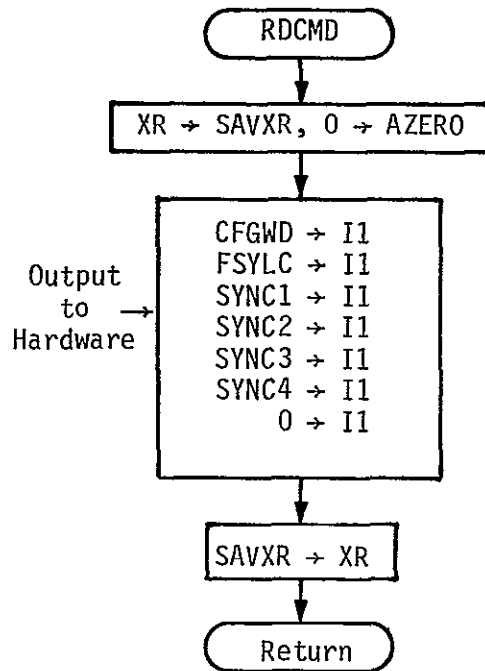 RDCMD
XR → SAVXR, 0 → AZERO
CFGWD → I1
FSYLC → I1
SYNC1 → I1
SYNC2 → I1
SYNC3 → I1
SYNC4 → I1
0 → I1
Output
to →
Hardware
SAVXR → XR
Return